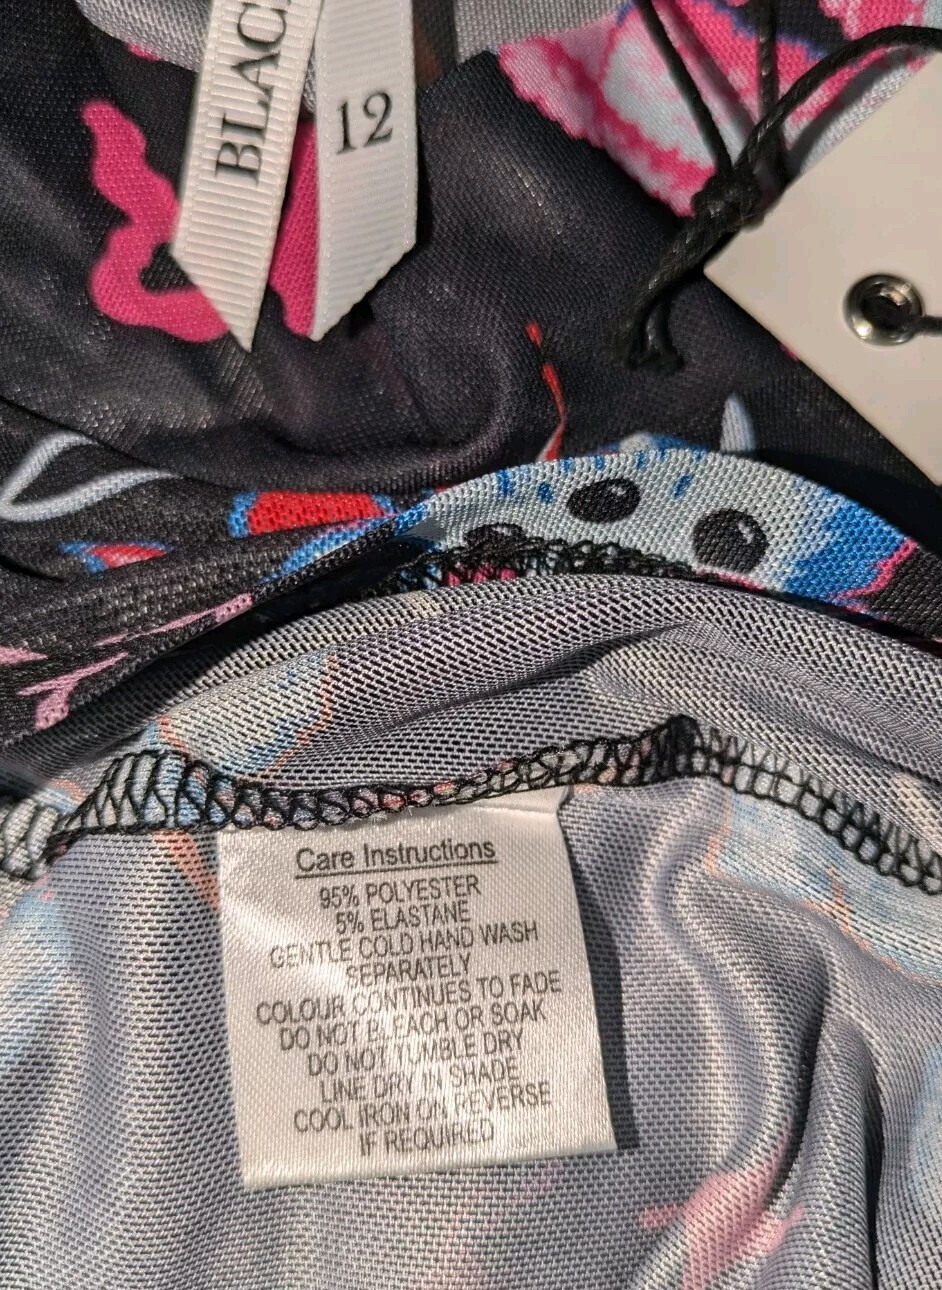 BLAC
12
Care Instructions
95% POLYESTER
5% ELASTANE
GENTLE COLD HAND WASH
SEPARATELY
COLOUR CONTINUES TO FADE
DO NOT BLEACH OR SOAK
DO NOT TUMBLE DRY
LINE DRY IN SHADE
COOL IRON ON REVERSE
IF REQUIRED